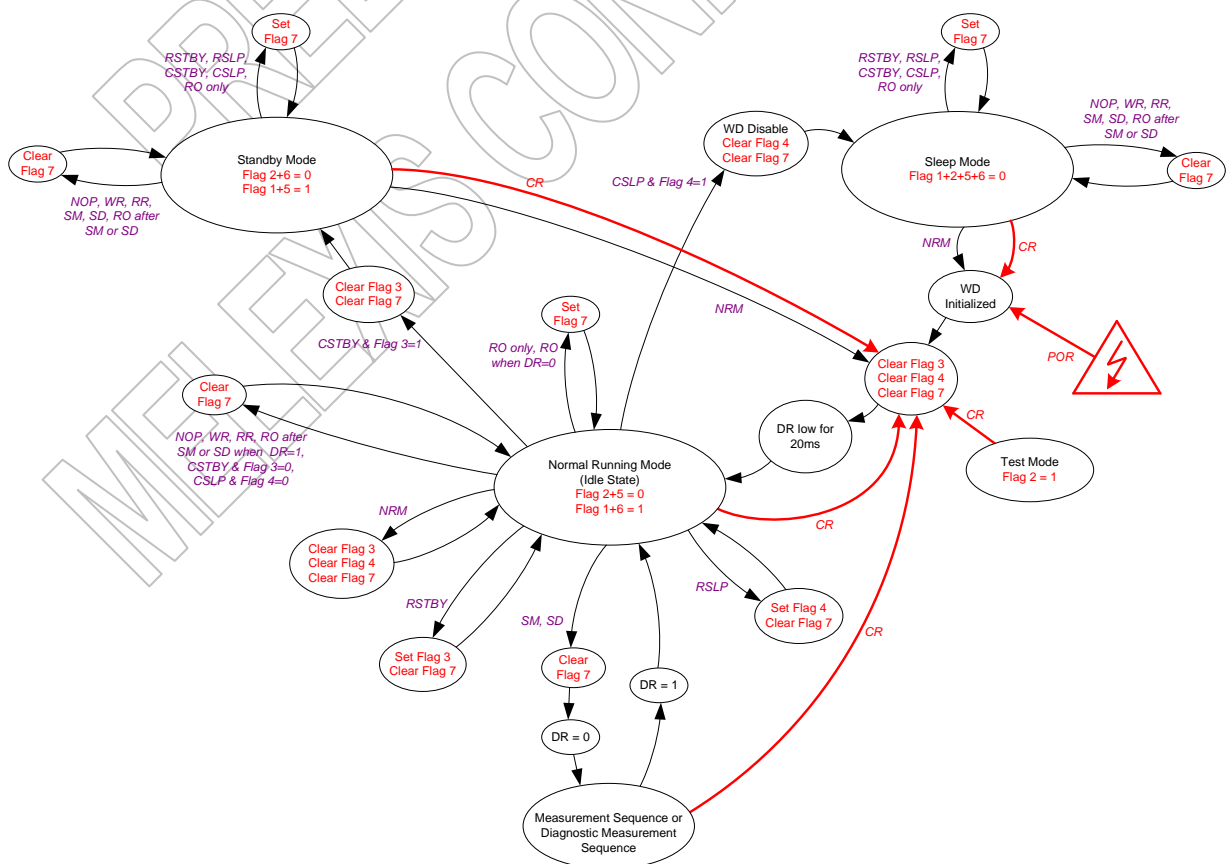 Set
Flag 7
RSTBY, RSLP,
CSTBY, CSLP,
RO only
Standby Mode
Flag 2+6 = 0
Flag 1+5 = 1
Clear
Flag 7
NOP, WR, RR,
SM, SD, RO after
SM or SD
CR
NRM
Clear Flag 3
Clear Flag 7
CSTBY & Flag 3=1
WD Disable
Clear Flag 4
Clear Flag 7
CSLP & Flag 4=1
Set
Flag 7
RSTBY, RSLP,
CSTBY, CSLP,
RO only
Sleep Mode
Flag 1+2+5+6 = 0
NOP, WR, RR,
SM, SD, RO after
SM or SD
Clear
Flag 7
NRM
CR
WD
Initialized
POR
Clear Flag 3
Clear Flag 4
Clear Flag 7
CR
Test Mode
Flag 2 = 1
DR low for
20ms
Set
Flag 7
RO only, RO
when DR=0
Clear
Flag 7
NOP, WR, RR, RO after
SM or SD when DR=1,
CSTBY & Flag 3=0,
CSLP & Flag 4=0
Normal Running Mode
(Idle State)
Flag 2+5 = 0
Flag 1+6 = 1
CR
NRM
Clear Flag 3
Clear Flag 4
Clear Flag 7
RSTBY
Set Flag 3
Clear Flag 7
SM, SD
Clear
Flag 7
DR = 0
DR = 1
RSLP
Set Flag 4
Clear Flag 7
CR
Measurement Sequence or
Diagnostic Measurement
Sequence
MELEXIS CON